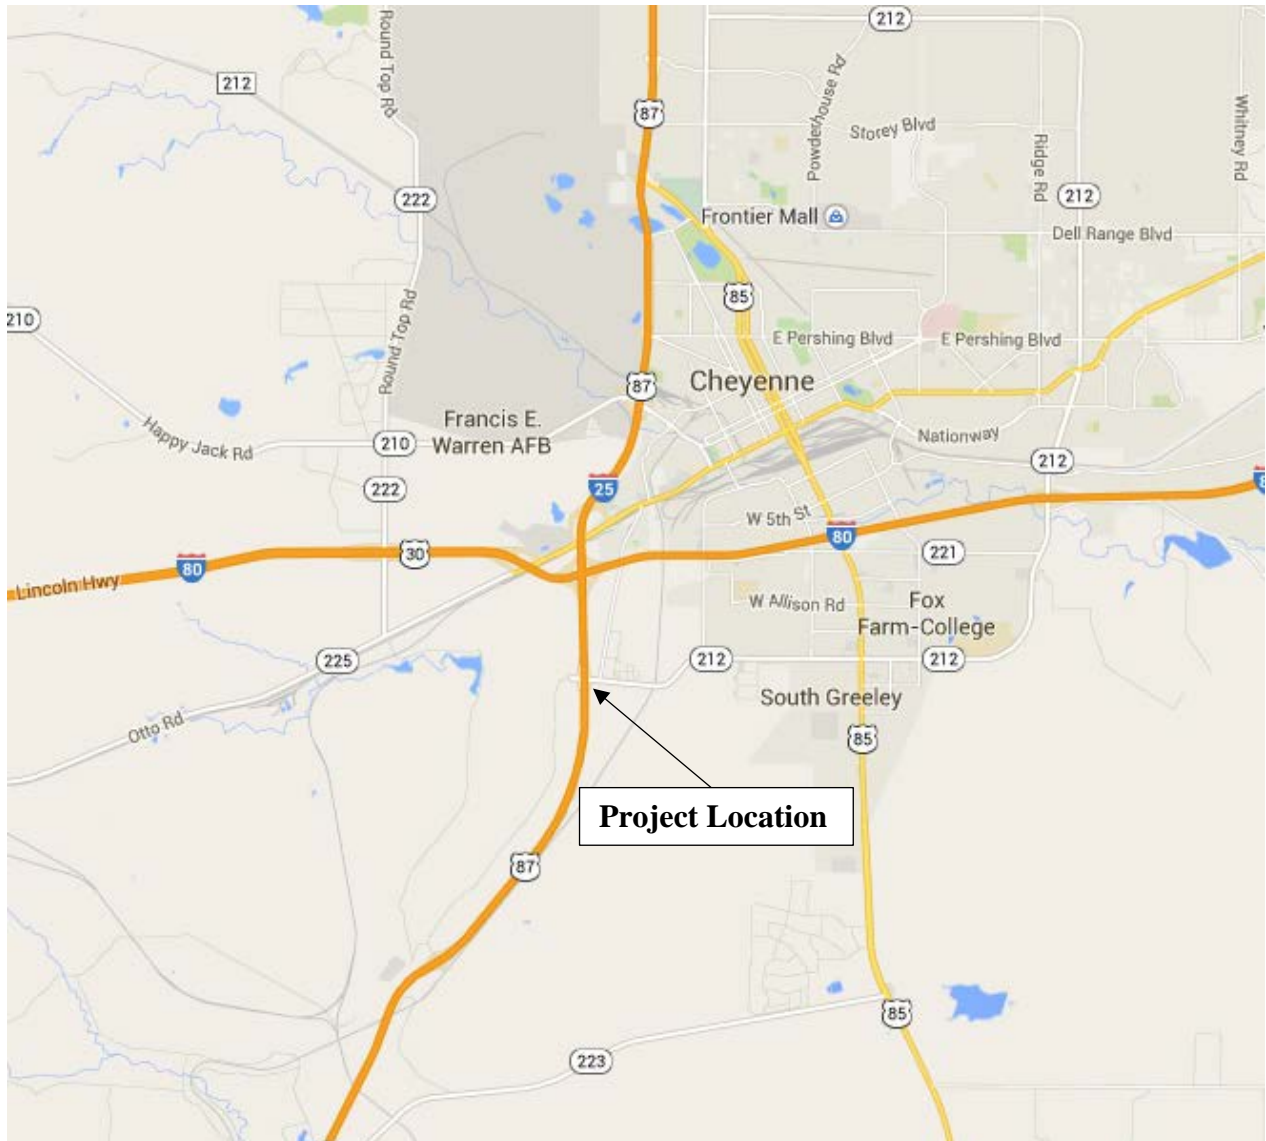 212
Round Top Rd
212
87
Powderhouse Rd
Storey Blvd
Ridge Rd
Whitney Rd
222
212
Frontier Mall
Dell Range Blvd
85
210
Round Top Rd
E Pershing Blvd
E Pershing Blvd
87
Cheyenne
Francis E.
Warren AFB
Happy Jack Rd
210
Nationway
212
222
25
W 5th St
80
8
30
80
221
Lincoln Hwy
W Allison Rd
Fox
Farm-College
225
212
212
South Greeley
Otto Rd
85
Project Location
87
85
223